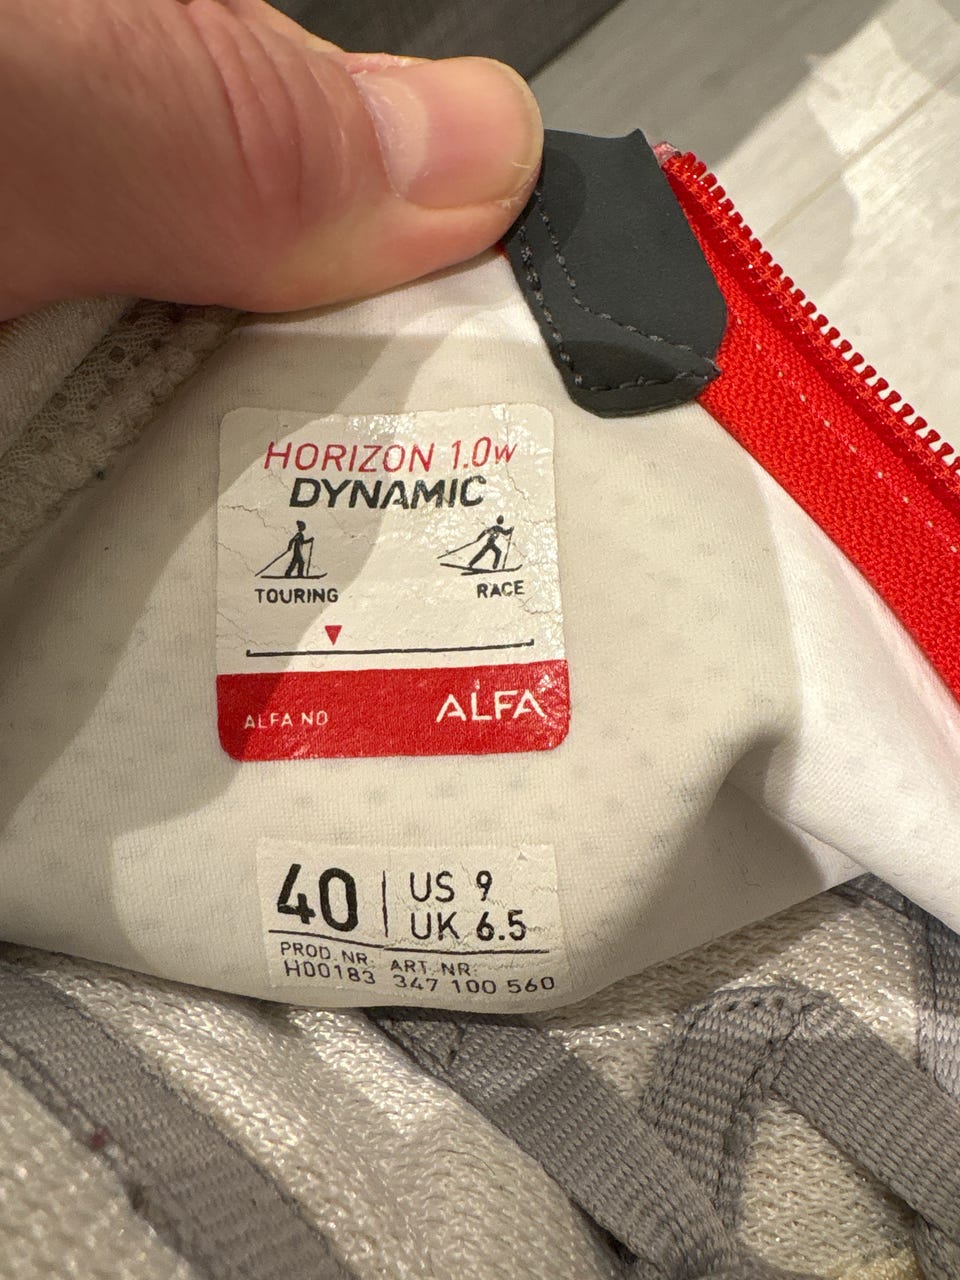 HORIZON 1.0W
DYNAMIC
TOURING RACE
ALFA NO ALFA
40 US 9
UK 6.5
PROD. NR: ART. NR:
H00183 347 100 560